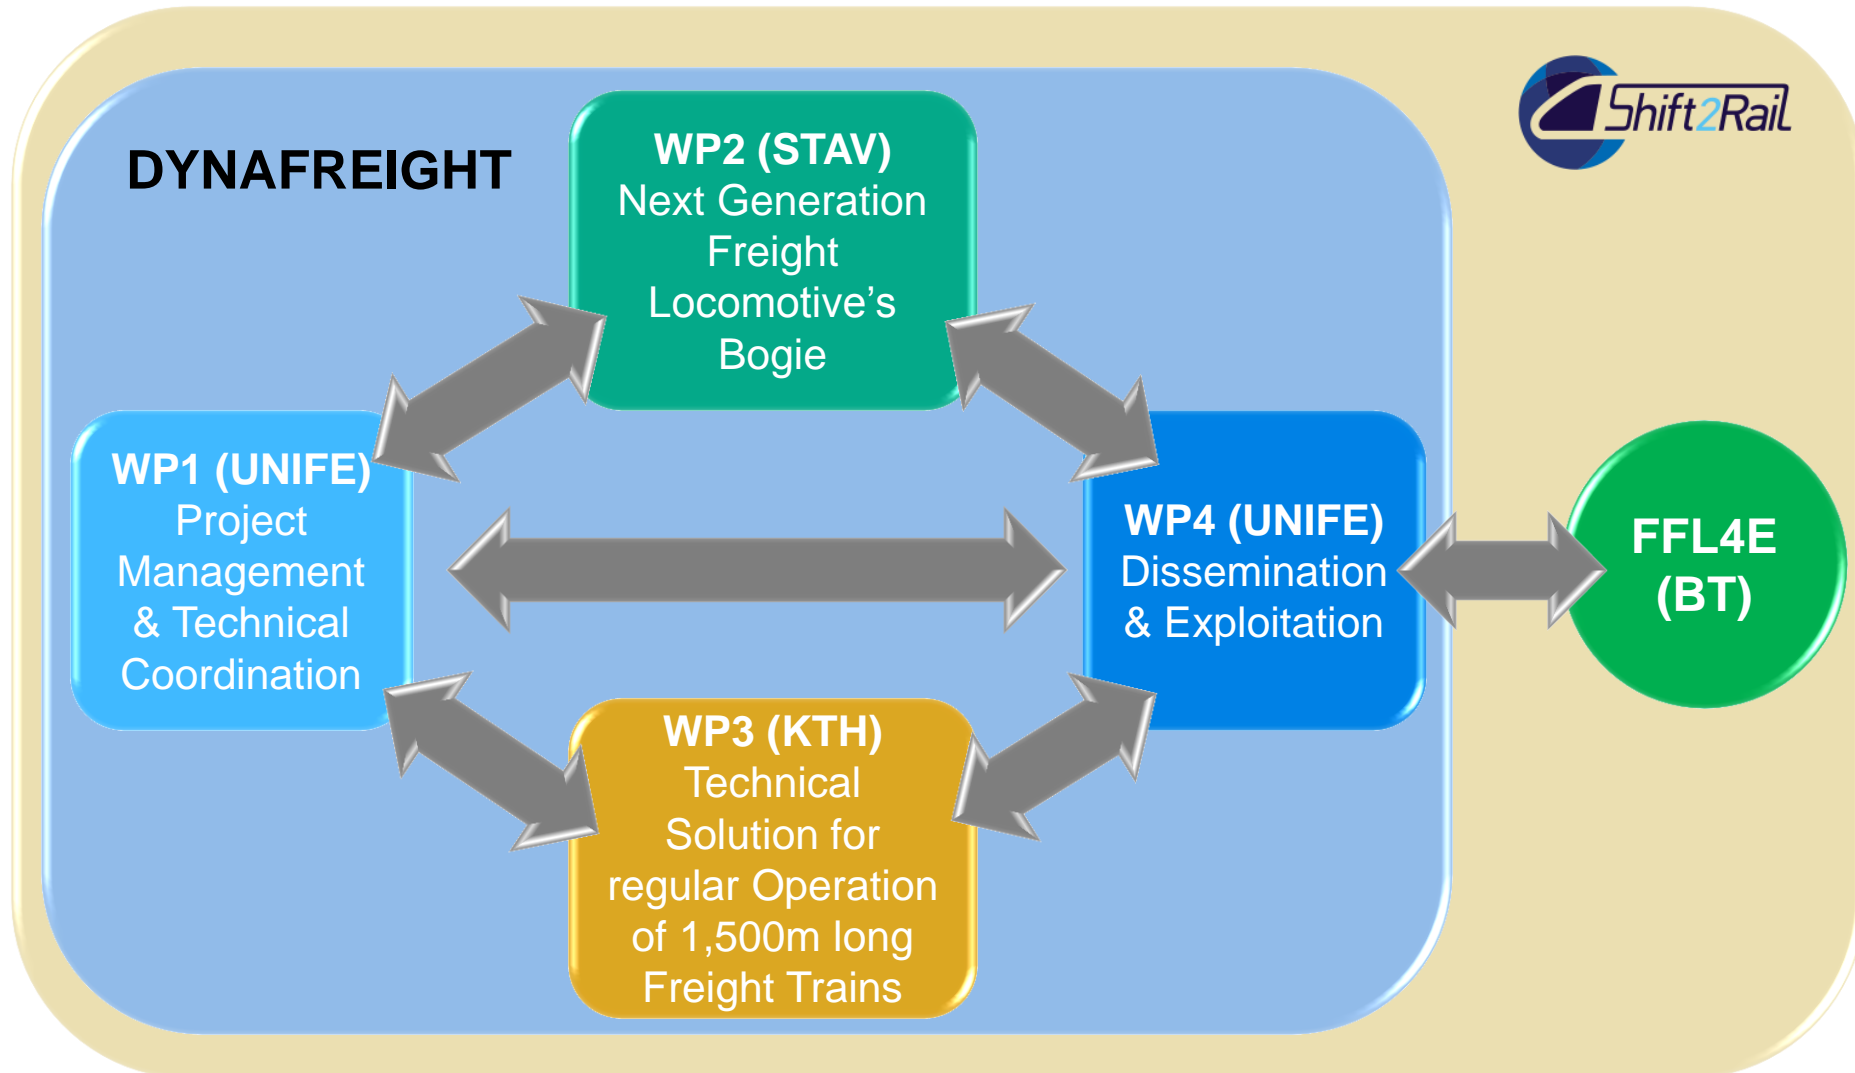 DYNAFREIGHT
WP2 (STAV)
Next Generation
Freight
Locomotive’s
Bogie
Shift2Rail
WP1 (UNIFE)
Project
Management
& Technical
Coordination
WP4 (UNIFE)
Dissemination
& Exploitation
FFL4E
(BT)
WP3 (KTH)
Technical
Solution for
regular Operation
of 1,500m long
Freight Trains